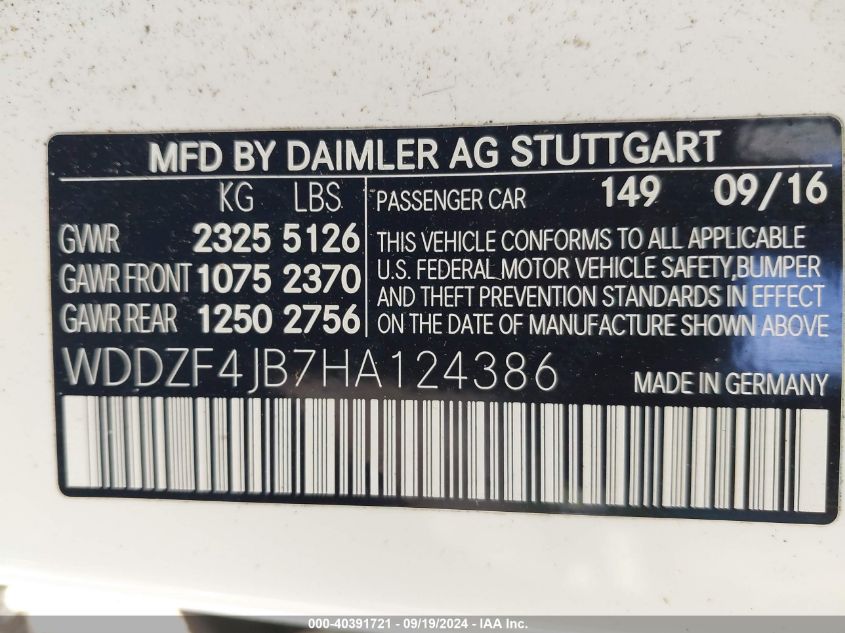 MFD BY DAIMLER AG STUTTGART
KG LBS
GVWR 2325 5126
GAWR FRONT 1075 2370
GAWR REAR 1250 2756
PASSENGER CAR 149 09/16
THIS VEHICLE CONFORMS TO ALL APPLICABLE
U.S. FEDERAL MOTOR VEHICLE SAFETY, BUMPER
AND THEFT PREVENTION STANDARDS IN EFFECT
ON THE DATE OF MANUFACTURE SHOWN ABOVE
WDDZF4JB7HA124386
MADE IN GERMANY
000-40391721 - 09/19/2024 - IAA Inc.